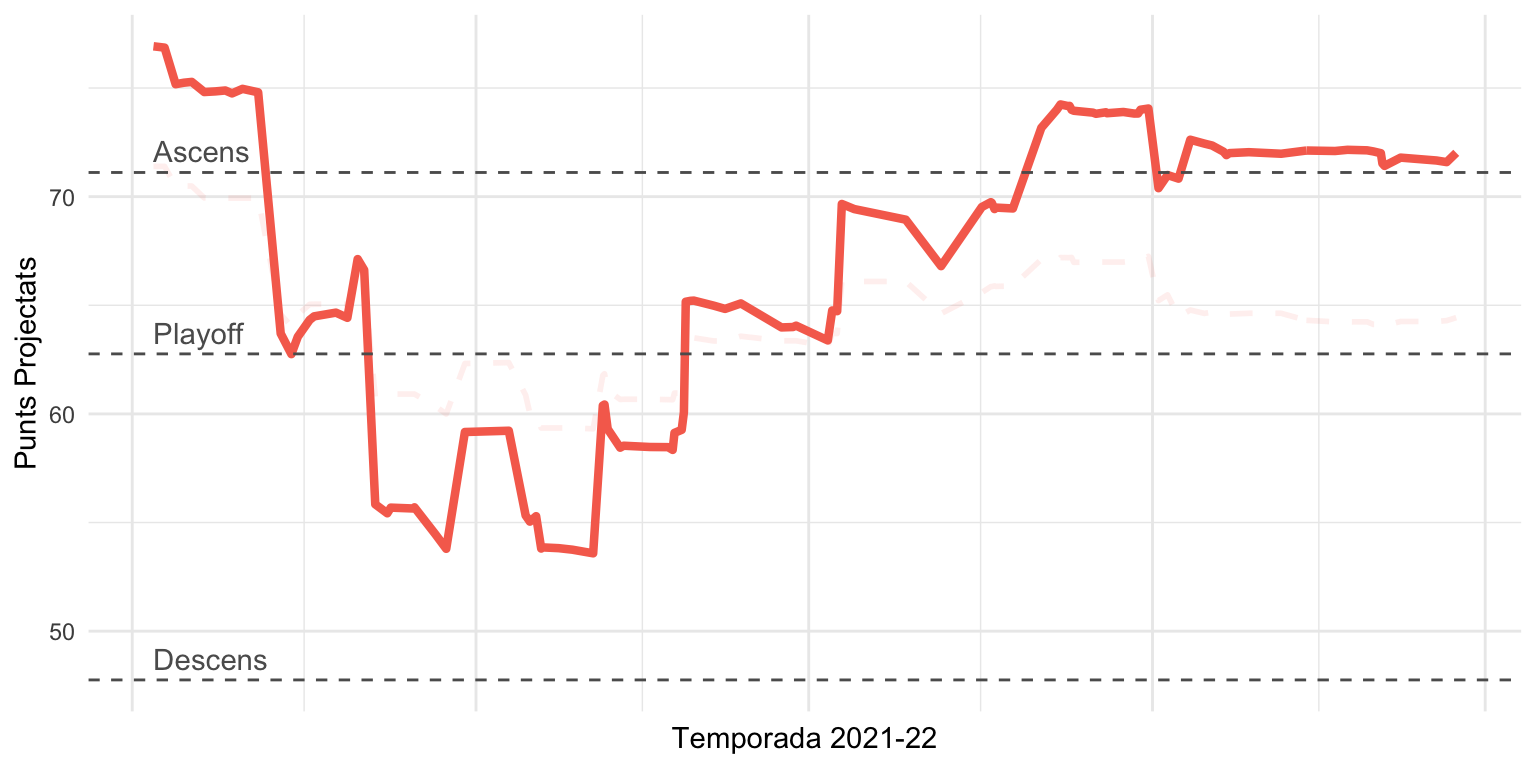 Punts Projectats
Ascens
70
Playoff
60
50
Descens
Temporada 2021-22